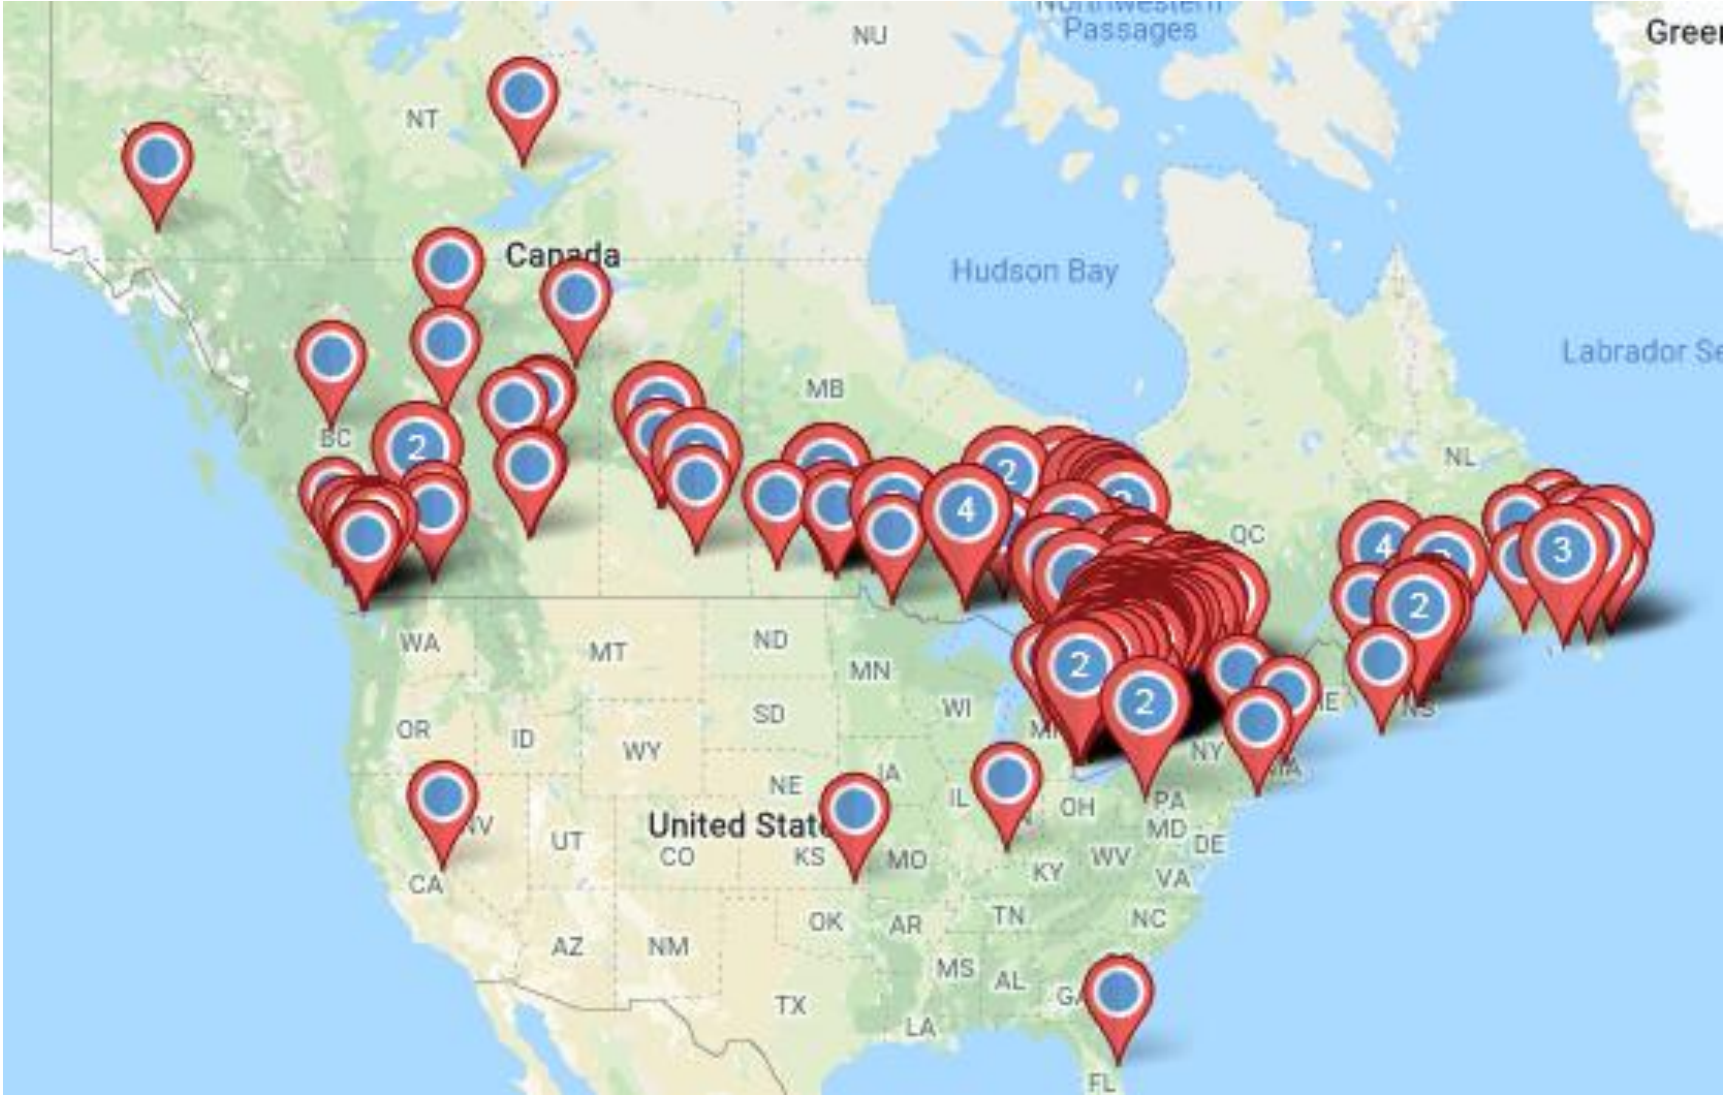 Northwestern
Passages
NU
Greer
NT
Canada
Hudson Bay
Labrador Se
MB
BC
NL
QC
WA
MT
ND
MN
OR
ID
SD
WI
WY
NY
NE
IA
IL
OH
PA
NV
United State
UT
CO
KS
MO
MD
DE
WV
KY
VA
CA
OK
AR
TN
NC
AZ
NM
MS
AL
GA
TX
LA
FL
NS
2
2
4
4
3
2
2
2